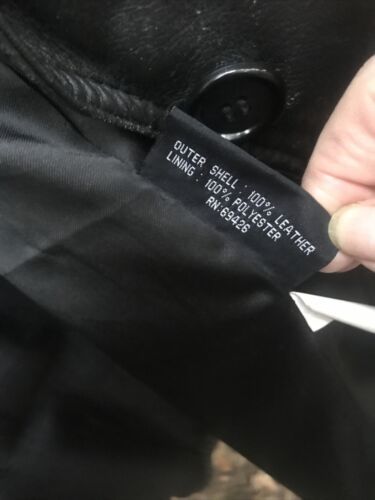 OUTER SHELL : 100% LEATHER
LINING : 100% POLYESTER
RN:69426